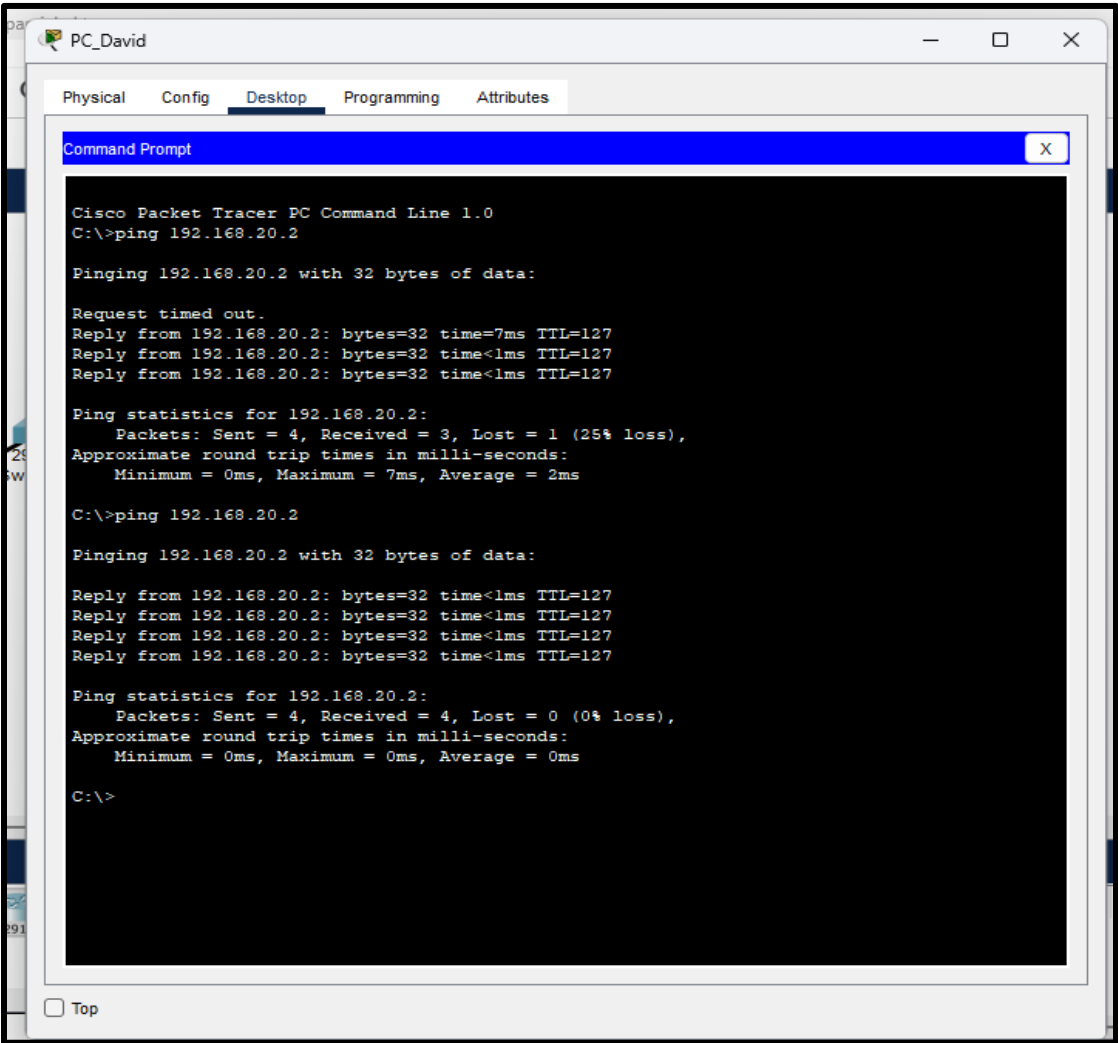 PC_David
Physical Config Desktop Programming Attributes
Command Prompt
X
Cisco Packet Tracer PC Command Line 1.0
C:\>ping 192.168.20.2
Pinging 192.168.20.2 with 32 bytes of data:
Request timed out.
Reply from 192.168.20.2: bytes=32 time=7ms TTL=127
Reply from 192.168.20.2: bytes=32 time<1ms TTL=127
Reply from 192.168.20.2: bytes=32 time<1ms TTL=127
Ping statistics for 192.168.20.2:
Packets: Sent = 4, Received = 3, Lost = 1 (25% loss),
Approximate round trip times in milli-seconds:
Minimum = 0ms, Maximum = 7ms, Average = 2ms
C:\>ping 192.168.20.2
Pinging 192.168.20.2 with 32 bytes of data:
Reply from 192.168.20.2: bytes=32 time<1ms TTL=127
Reply from 192.168.20.2: bytes=32 time<1ms TTL=127
Reply from 192.168.20.2: bytes=32 time<1ms TTL=127
Reply from 192.168.20.2: bytes=32 time<1ms TTL=127
Ping statistics for 192.168.20.2:
Packets: Sent = 4, Received = 4, Lost = 0 (0% loss),
Approximate round trip times in milli-seconds:
Minimum = 0ms, Maximum = 0ms, Average = 0ms
C:\>
Top